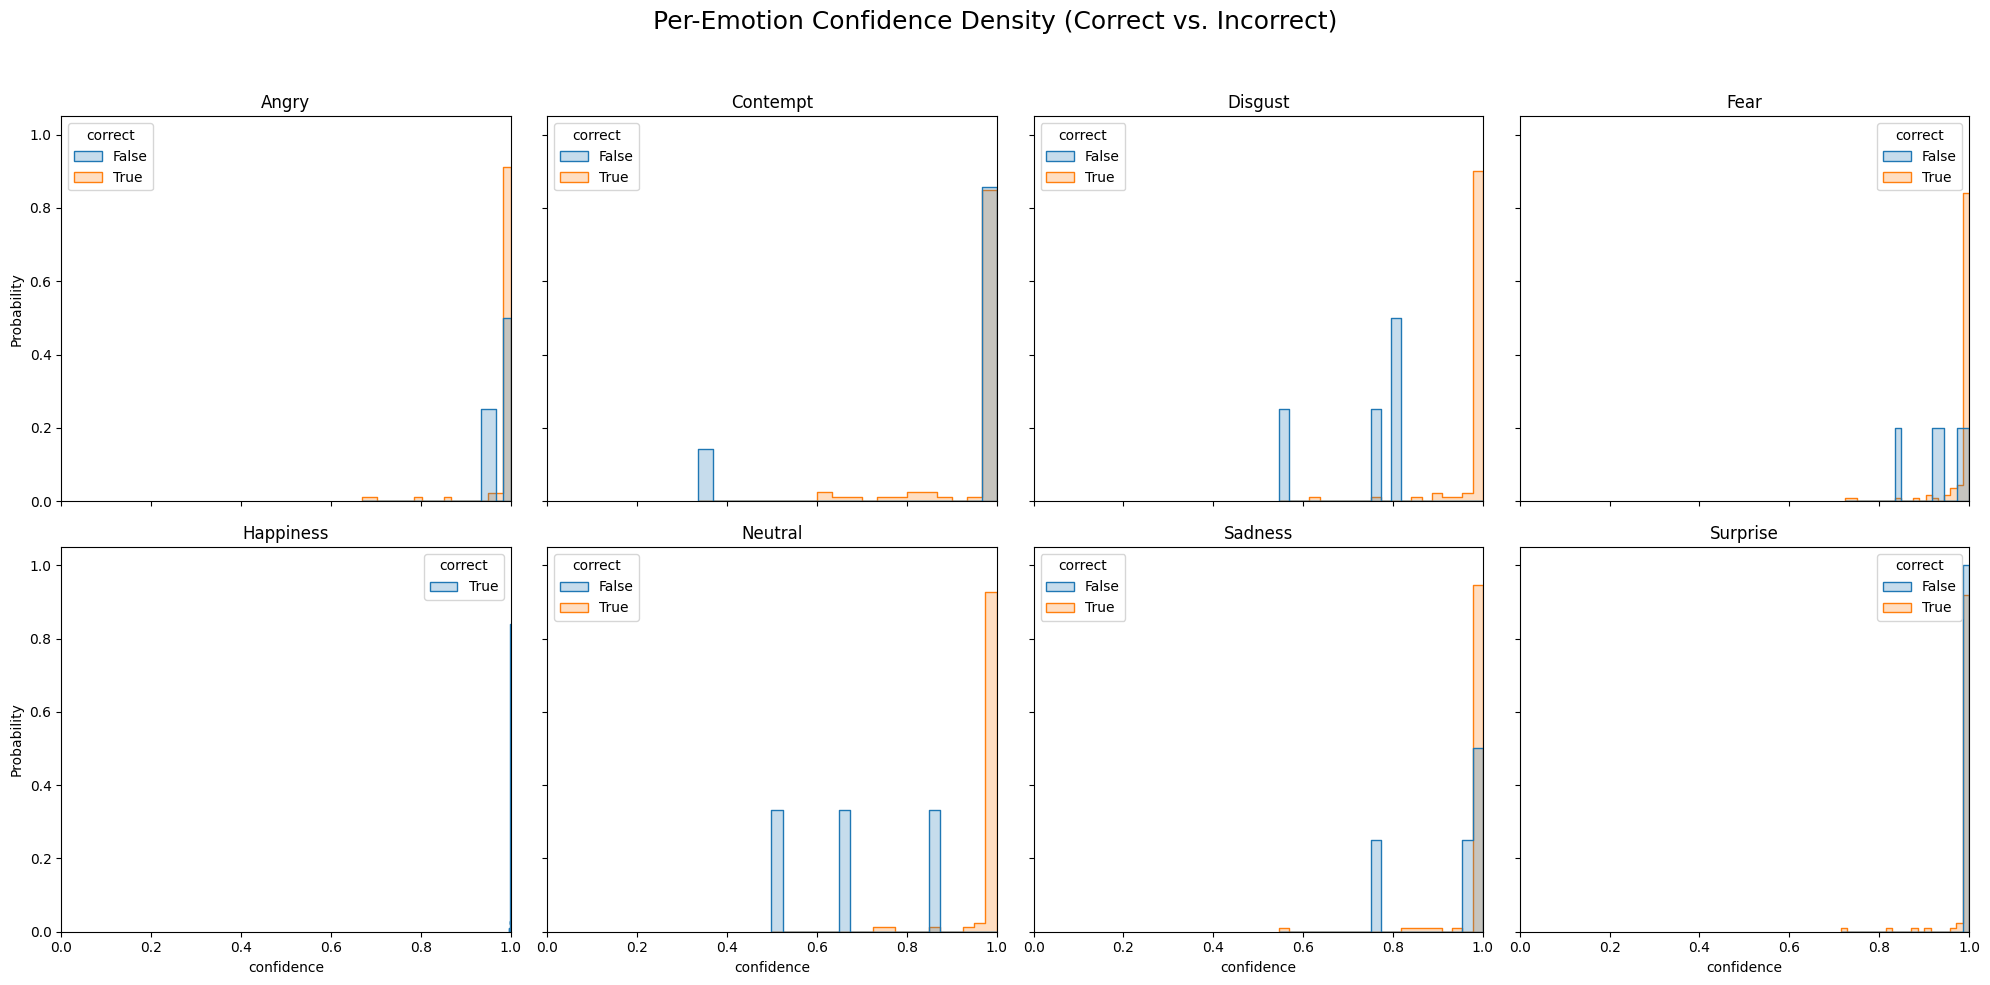 Per-Emotion Confidence Density (Correct vs. Incorrect)
Angry
Contempt
Disgust
Fear
correct
False
True
correct
False
True
correct
False
True
correct
False
True
Probability
1.0
0.8
0.6
0.4
0.2
0.0
Happiness
Neutral
Sadness
Surprise
correct
True
correct
False
True
correct
False
True
correct
False
True
Probability
1.0
0.8
0.6
0.4
0.2
0.0
0.0 0.2 0.4 0.6 0.8 1.0
0.0 0.2 0.4 0.6 0.8 1.0
0.0 0.2 0.4 0.6 0.8 1.0
0.0 0.2 0.4 0.6 0.8 1.0
confidence
confidence
confidence
confidence